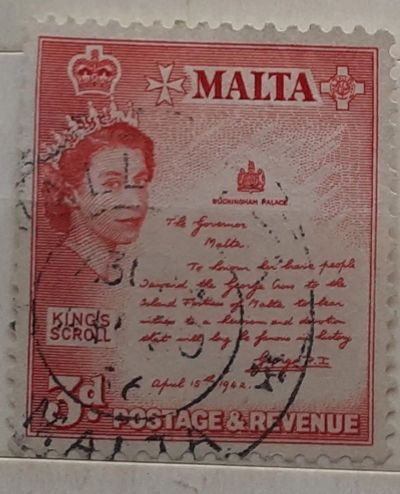 MALTA
BUCKINGHAM PALACE
The Governor
Malta.
To honour her brave people
I award the George Cross to the
Island Fortress of Malta to bear
witness to a heroism and devotion
that will long be famous in history
George R.I.
April 15th 1942.
KING'S
SCROLL
3d POSTAGE & REVENUE
MALTA